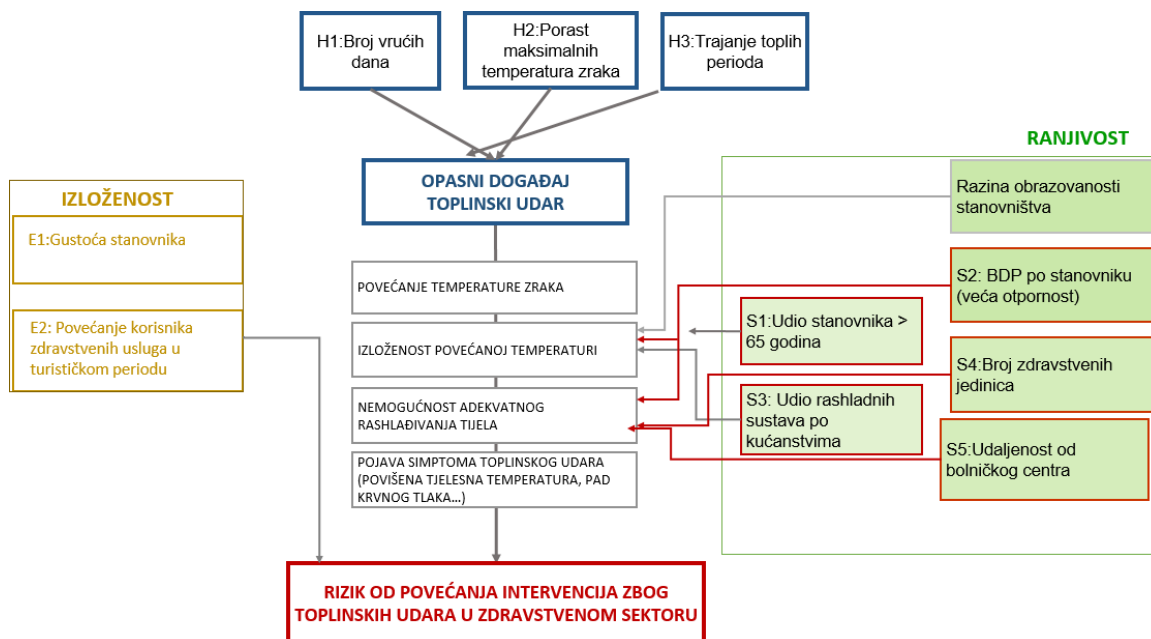 H1:Broj vrućih
dana
H2:Porast
maksimalnih
temperatura zraka
H3:Trajanje toplih
perioda
OPASNI DOGAĐAJ
TOPLINSKI UDAR
IZLOŽENOST
E1:Gustoća stanovnika
E2: Povećanje korisnika
zdravstvenih usluga u
turističkom periodu
POVEĆANJE TEMPERATURE ZRAKA
IZLOŽENOST POVEĆANOJ TEMPERATURI
NEMOGUĆNOST ADEKVATNOG
RASHLAĐIVANJA TIJELA
POJAVA SIMPTOMA TOPLINSKOG UDARA
(POVIŠENA TJELESNA TEMPERATURA, PAD
KRVNOG TLAKA...)
RANJIVOST
Razina obrazovanosti
stanovništva
S2: BDP po stanovniku
(veća otpornost)
S1:Udio stanovnika >
65 godina
S4:Broj zdravstvenih
jedinica
S3: Udio rashladnih
sustava po
kućanstvima
S5:Udaljenost od
bolničkog centra
RIZIK OD POVEĆANJA INTERVENCIJA ZBOG
TOPLINSKIH UDARA U ZDRAVSTVENOM SEKTORU